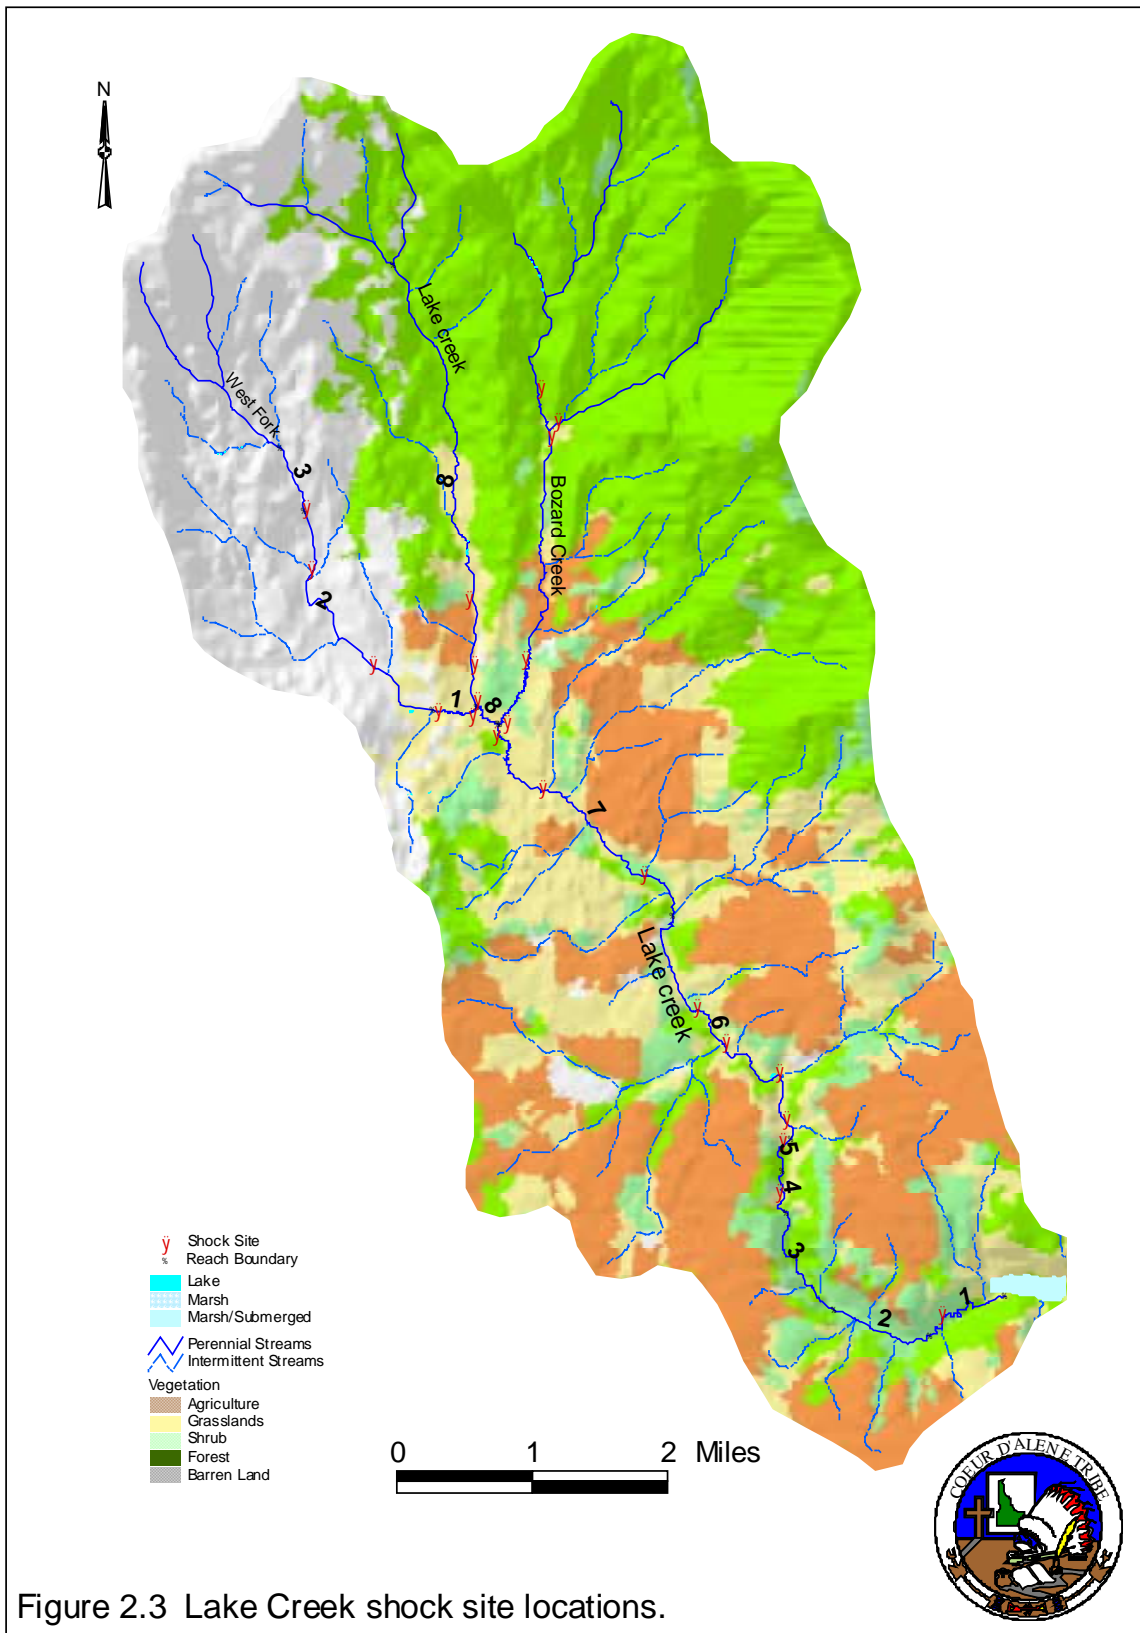 N
Lake creek
West Fork
3
8
Bozard Creek
2
1
8
7
Lake creek
6
5
4
3
2
1
ÿ Shock Site
% Reach Boundary
Lake
Marsh
Marsh/Submerged
Perennial Streams
Intermittent Streams
Vegetation
Agriculture
Grasslands
Shrub
Forest
Barren Land
0 1 2 Miles
COEUR D'ALENE TRIBE
Figure 2.3 Lake Creek shock site locations.